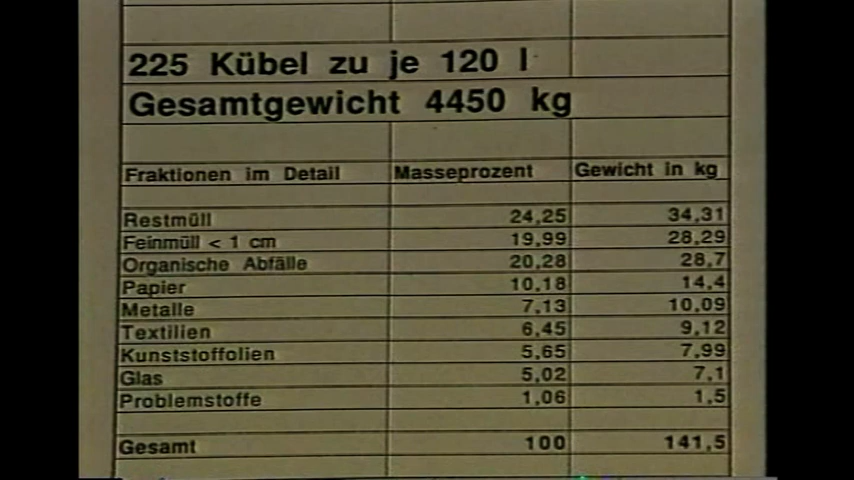 225 Kübel zu je 120 l
Gesamtgewicht 4450 kg
Fraktionen im Detail Masseprozent Gewicht in kg
Restmüll 24,25 34,31
Feinmüll < 1 cm 19,99 28,29
Organische Abfälle 20,28 28,7
Papier 10,18 14,4
Metalle 7,13 10,09
Textilien 6,45 9,12
Kunststoffolien 5,65 7,99
Glas 5,02 7,1
Problemstoffe 1,06 1,5
Gesamt 100 141,5